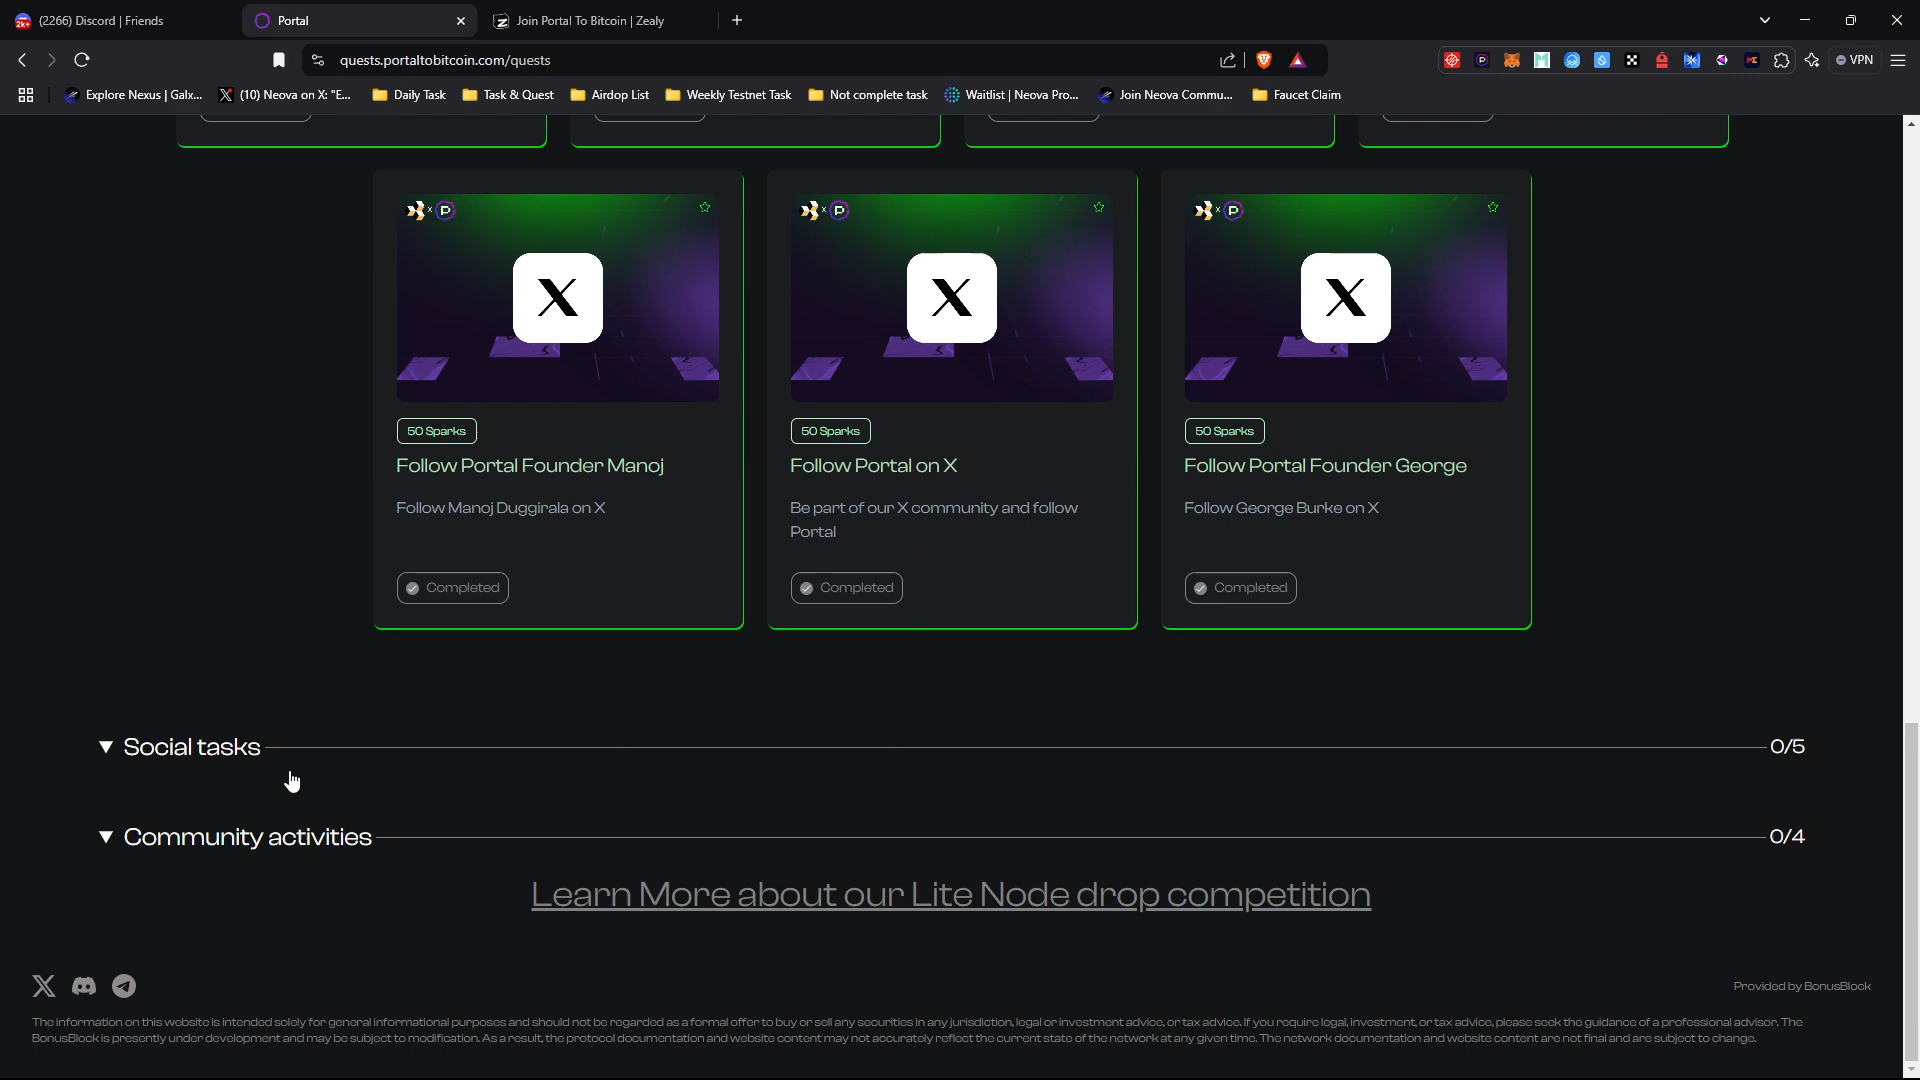 (2266) Discord | Friends
Portal
Join Portal To Bitcoin | Zealy
quests.portaltobitcoin.com/quests
VPN
Explore Nexus | Galx...
(10) Neova on X: "E...
Daily Task
Task & Quest
Airdop List
Weekly Testnet Task
Not complete task
Waitlist | Neova Pro...
Join Neova Commu...
Faucet Claim
50 Sparks
Follow Portal Founder Manoj
Follow Manoj Duggirala on X
Completed
50 Sparks
Follow Portal on X
Be part of our X community and follow
Portal
Completed
50 Sparks
Follow Portal Founder George
Follow George Burke on X
Completed
Social tasks
0/5
Community activities
0/4
Learn More about our Lite Node drop competition
Provided by BonusBlock
The information on this website is intended solely for general informational purposes and should not be regarded as a formal offer to buy or sell any securities in any jurisdiction, legal or investment advice, or tax advice. If you require legal, investment, or tax advice, please seek the guidance of a professional advisor. The
BonusBlock is presently under development and may be subject to modification. As a result, the protocol documentation and website content may not accurately reflect the current state of the network at any given time. The network documentation and website content are not final and are subject to change.